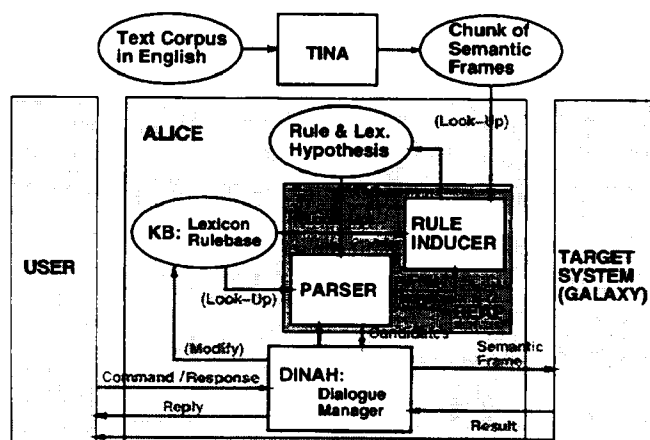 Text Corpus
in English
TINA
Chunk of
Semantic
Frames
ALICE
(Look-Up)
Rule & Lex.
Hypothesis
KB: Lexicon
Rulebase
RULE
INDUCER
USER
TARGET
SYSTEM
(GALAXY)
(Look-Up)
PARSER
(Modify)
Candidates
Semantic
Frame
Command /Response
DINAH:
Dialogue
Manager
Reply
Result